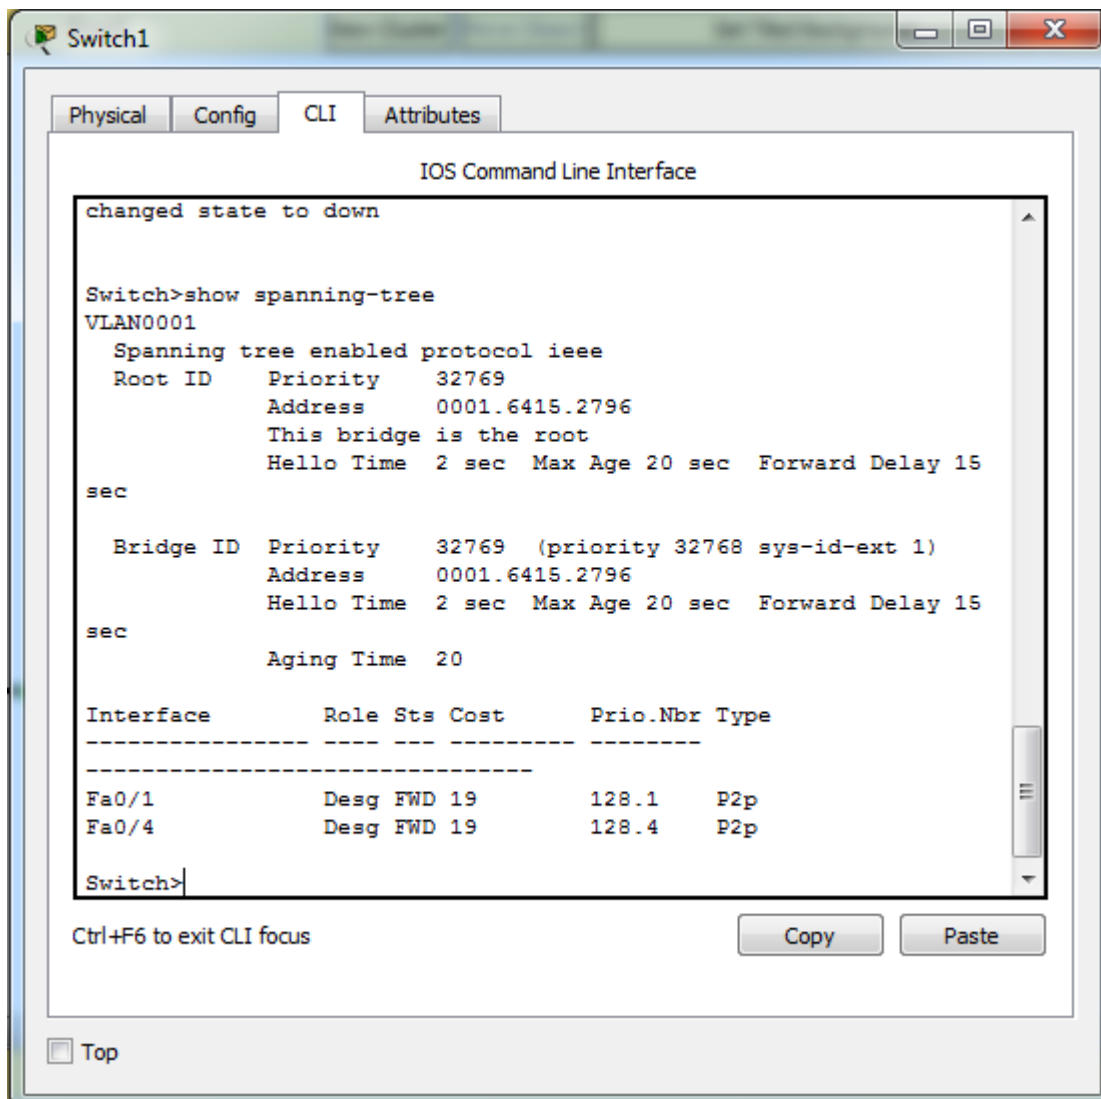 Switch1
Physical Config CLI Attributes
IOS Command Line Interface
changed state to down
Switch>show spanning-tree
VLAN0001
  Spanning tree enabled protocol ieee
  Root ID    Priority    32769
             Address     0001.6415.2796
             This bridge is the root
             Hello Time  2 sec  Max Age 20 sec  Forward Delay 15
sec
  Bridge ID  Priority    32769  (priority 32768 sys-id-ext 1)
             Address     0001.6415.2796
             Hello Time  2 sec  Max Age 20 sec  Forward Delay 15
sec
             Aging Time  20
Interface        Role Sts Cost      Prio.Nbr Type
---------------- ---- --- --------- --------
--------------------------------
Fa0/1            Desg FWD 19        128.1    P2p
Fa0/4            Desg FWD 19        128.4    P2p
Switch>
Ctrl+F6 to exit CLI focus Copy Paste
Top